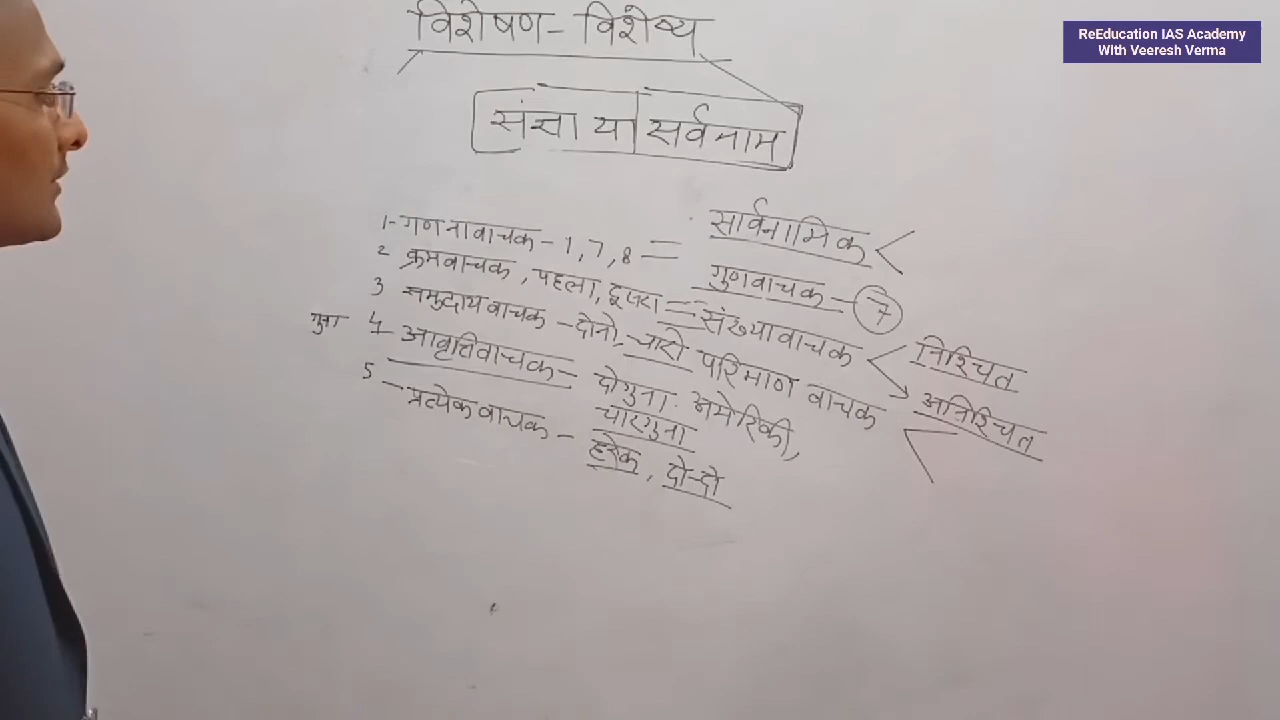 ReEducation IAS Academy
With Veeresh Verma
विशेषण - विशेष्य
संज्ञा या सर्वनाम
सार्वनामिक
गुणवाचक - 7
संख्यावाचक
निश्चित
अनिश्चित
परिमाण वाचक
अमेरिकी,
1- गणनावाचक - 1, 7, 8 =
2 क्रमवाचक, पहला, दूसरा =
3 समुदायवाचक - दोनो, चारो
गुना 4 आवृत्तिवाचक - दोगुना
चारगुना
5 - प्रत्येकवाचक - हरेक, दो-दो